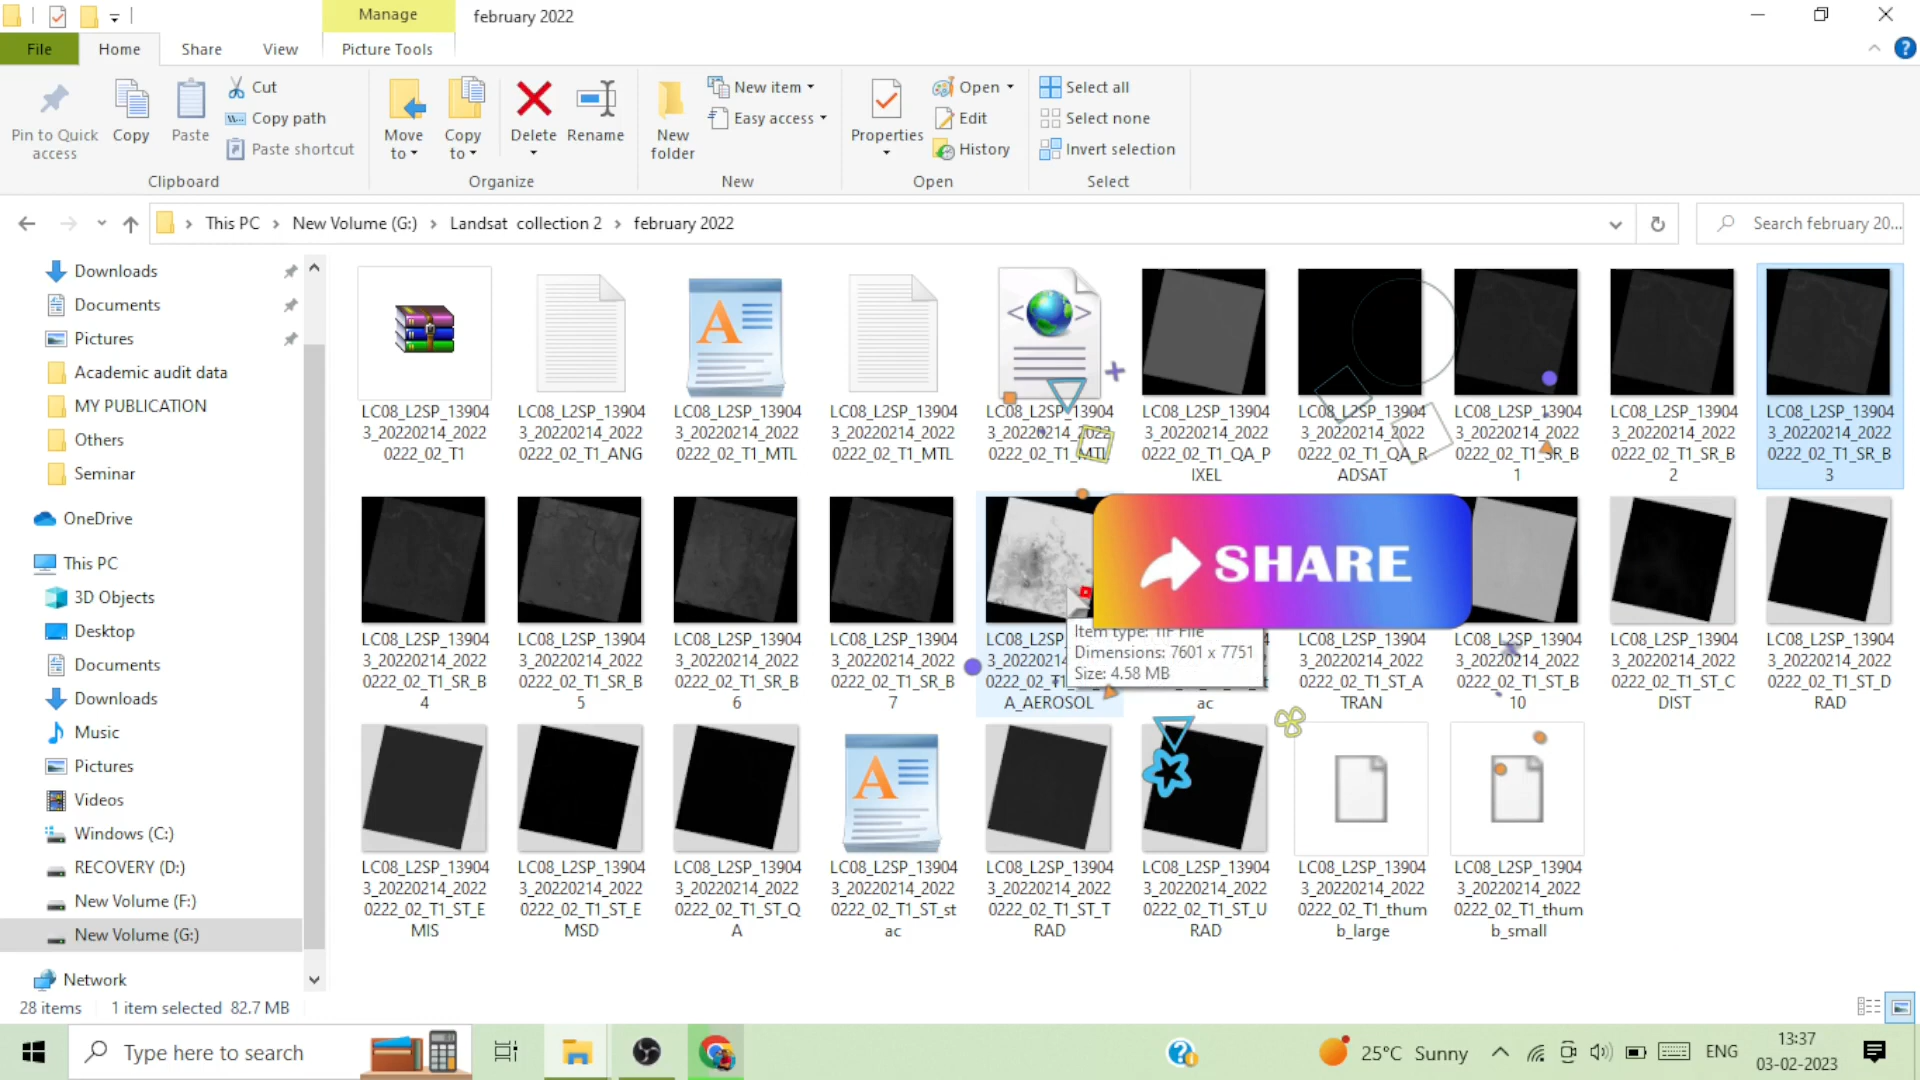 Manage
february 2022
File
Home
Share
View
Picture Tools
Pin to Quick
access
Copy
Paste
Cut
Copy path
Paste shortcut
Clipboard
Move
to
Copy
to
Delete
Rename
Organize
New
folder
New item
Easy access
New
Properties
Open
Edit
History
Open
Select all
Select none
Invert selection
Select
This PC > New Volume (G:) > Landsat collection 2 > february 2022
Search february 20...
Downloads
Documents
Pictures
Academic audit data
MY PUBLICATION
Others
Seminar
OneDrive
This PC
3D Objects
Desktop
Documents
Downloads
Music
Pictures
Videos
Windows (C:)
RECOVERY (D:)
New Volume (F:)
New Volume (G:)
Network
LC08_L2SP_13904
3_20220214_2022
0222_02_T1
LC08_L2SP_13904
3_20220214_2022
0222_02_T1_ANG
LC08_L2SP_13904
3_20220214_2022
0222_02_T1_MTL
LC08_L2SP_13904
3_20220214_2022
0222_02_T1_MTL
LC08_L2SP_13904
3_20220214_2022
0222_02_T1_MTL
LC08_L2SP_13904
3_20220214_2022
0222_02_T1_QA_P
IXEL
LC08_L2SP_13904
3_20220214_2022
0222_02_T1_QA_R
ADSAT
LC08_L2SP_13904
3_20220214_2022
0222_02_T1_SR_B
1
LC08_L2SP_13904
3_20220214_2022
0222_02_T1_SR_B
2
LC08_L2SP_13904
3_20220214_2022
0222_02_T1_SR_B
3
LC08_L2SP_13904
3_20220214_2022
0222_02_T1_SR_B
4
LC08_L2SP_13904
3_20220214_2022
0222_02_T1_SR_B
5
LC08_L2SP_13904
3_20220214_2022
0222_02_T1_SR_B
6
LC08_L2SP_13904
3_20220214_2022
0222_02_T1_SR_B
7
LC08_L2SP
3_20220214
0222_02_T1
A_AEROSOL
SHARE
Item type: TIF File
Dimensions: 7601 x 7751
Size: 4.58 MB
ac
LC08_L2SP_13904
3_20220214_2022
0222_02_T1_ST_A
TRAN
LC08_L2SP_13904
3_20220214_2022
0222_02_T1_ST_B
10
LC08_L2SP_13904
3_20220214_2022
0222_02_T1_ST_C
DIST
LC08_L2SP_13904
3_20220214_2022
0222_02_T1_ST_D
RAD
LC08_L2SP_13904
3_20220214_2022
0222_02_T1_ST_E
MIS
LC08_L2SP_13904
3_20220214_2022
0222_02_T1_ST_E
MSD
LC08_L2SP_13904
3_20220214_2022
0222_02_T1_ST_Q
A
LC08_L2SP_13904
3_20220214_2022
0222_02_T1_ST_st
ac
LC08_L2SP_13904
3_20220214_2022
0222_02_T1_ST_T
RAD
LC08_L2SP_13904
3_20220214_2022
0222_02_T1_ST_U
RAD
LC08_L2SP_13904
3_20220214_2022
0222_02_T1_thum
b_large
LC08_L2SP_13904
3_20220214_2022
0222_02_T1_thum
b_small
28 items
1 item selected 82.7 MB
Type here to search
25°C Sunny
ENG
13:37
03-02-2023